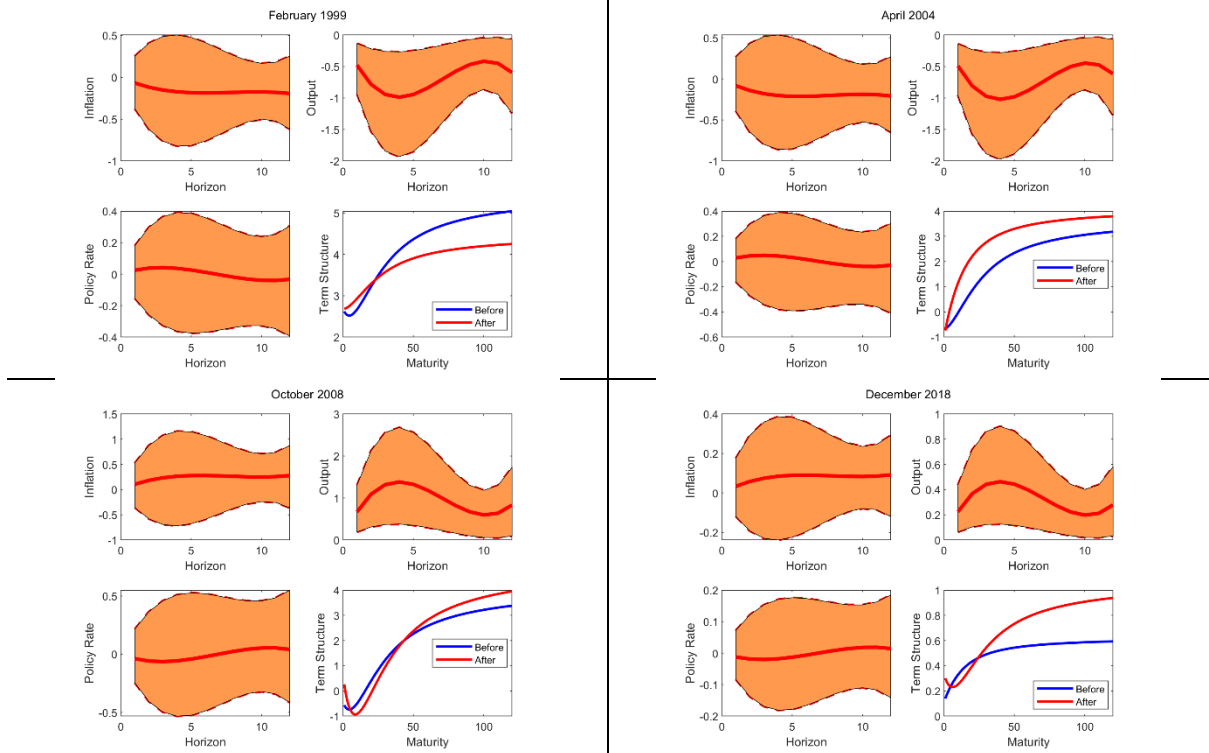 February 1999
Inflation
0.5
0
-0.5
-1
0 5 10
Horizon
Output
0
-0.5
-1
-1.5
-2
0 5 10
Horizon
Policy Rate
0.4
0.2
0
-0.2
-0.4
0 5 10
Horizon
Term Structure
5
4
3
2
0 50 100
Maturity
Before
After
April 2004
Inflation
0.5
0
-0.5
-1
0 5 10
Horizon
Output
0
-0.5
-1
-1.5
-2
0 5 10
Horizon
Policy Rate
0.4
0.2
0
-0.2
-0.4
-0.6
0 5 10
Horizon
Term Structure
4
3
2
1
0
-1
0 50 100
Maturity
Before
After
October 2008
Inflation
1.5
1
0.5
0
-0.5
-1
0 5 10
Horizon
Output
3
2
1
0
0 5 10
Horizon
Policy Rate
0.5
0
-0.5
0 5 10
Horizon
Term Structure
4
3
2
1
0
-1
0 50 100
Maturity
Before
After
December 2018
Inflation
0.4
0.2
0
-0.2
0 5 10
Horizon
Output
1
0.8
0.6
0.4
0.2
0
0 5 10
Horizon
Policy Rate
0.2
0.1
0
-0.1
-0.2
0 5 10
Horizon
Term Structure
1
0.8
0.6
0.4
0.2
0
0 50 100
Maturity
Before
After